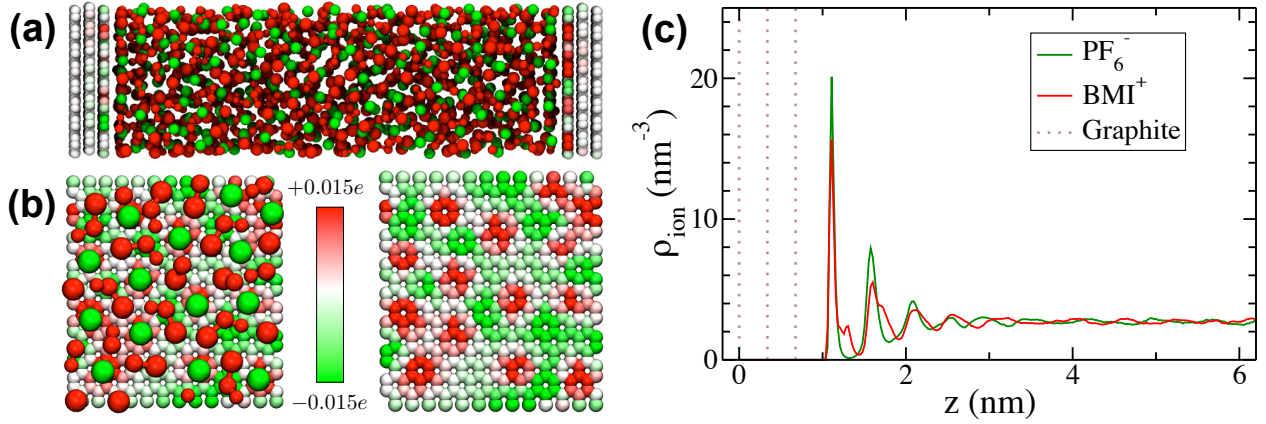 (a)
(b)
+0.015e
−0.015e
(c)
PF6-
BMI+
Graphite
20
10
0
ρion (nm-3)
0
2
4
6
z (nm)